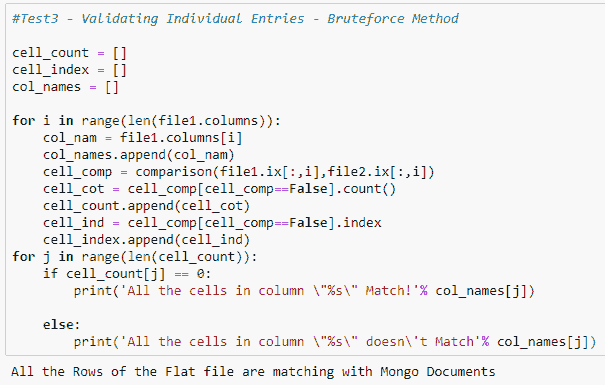 #Test3 - Validating Individual Entries - Bruteforce Method
cell_count = []
cell_index = []
col_names = []
for i in range(len(file1.columns)):
    col_nam = file1.columns[i]
    col_names.append(col_nam)
    cell_comp = comparison(file1.ix[:,i],file2.ix[:,i])
    cell_cot = cell_comp[cell_comp==False].count()
    cell_count.append(cell_cot)
    cell_ind = cell_comp[cell_comp==False].index
    cell_index.append(cell_ind)
for j in range(len(cell_count)):
    if cell_count[j] == 0:
        print('All the cells in column \"%s\" Match!'% col_names[j])
    else:
        print('All the cells in column \"%s\" doesn\'t Match'% col_names[j])
All the Rows of the Flat file are matching with Mongo Documents